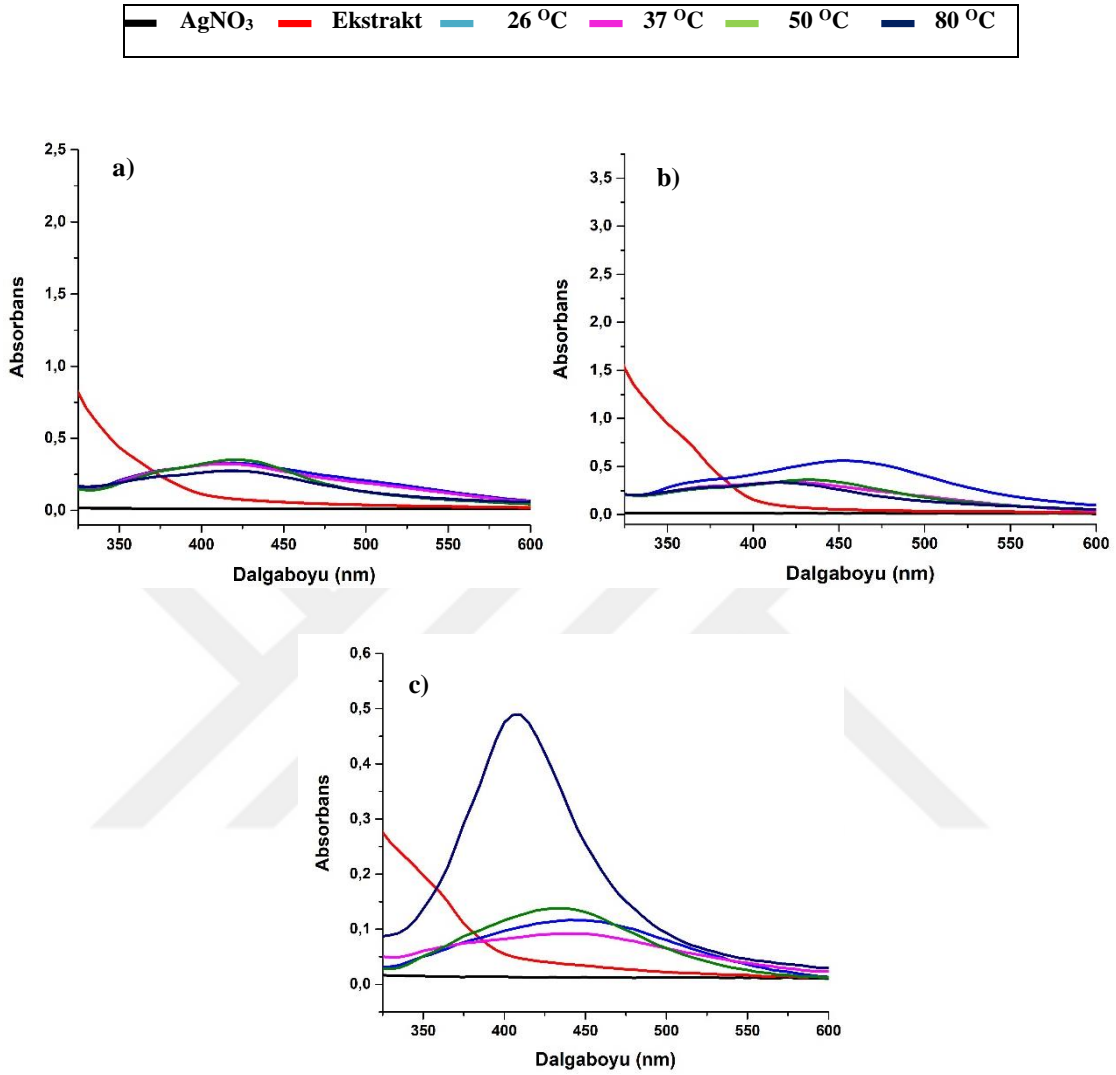 AgNO₃ Ekstrakt 26 ᴼC 37 ᴼC 50 ᴼC 80 ᴼC
a)
2,5
2,0
1,5
1,0
0,5
0,0
Absorbans
350 400 450 500 550 600
Dalgaboyu (nm)
b)
3,5
3,0
2,5
2,0
1,5
1,0
0,5
0,0
Absorbans
350 400 450 500 550 600
Dalgaboyu (nm)
c)
0,6
0,5
0,4
0,3
0,2
0,1
0,0
Absorbans
350 400 450 500 550 600
Dalgaboyu (nm)